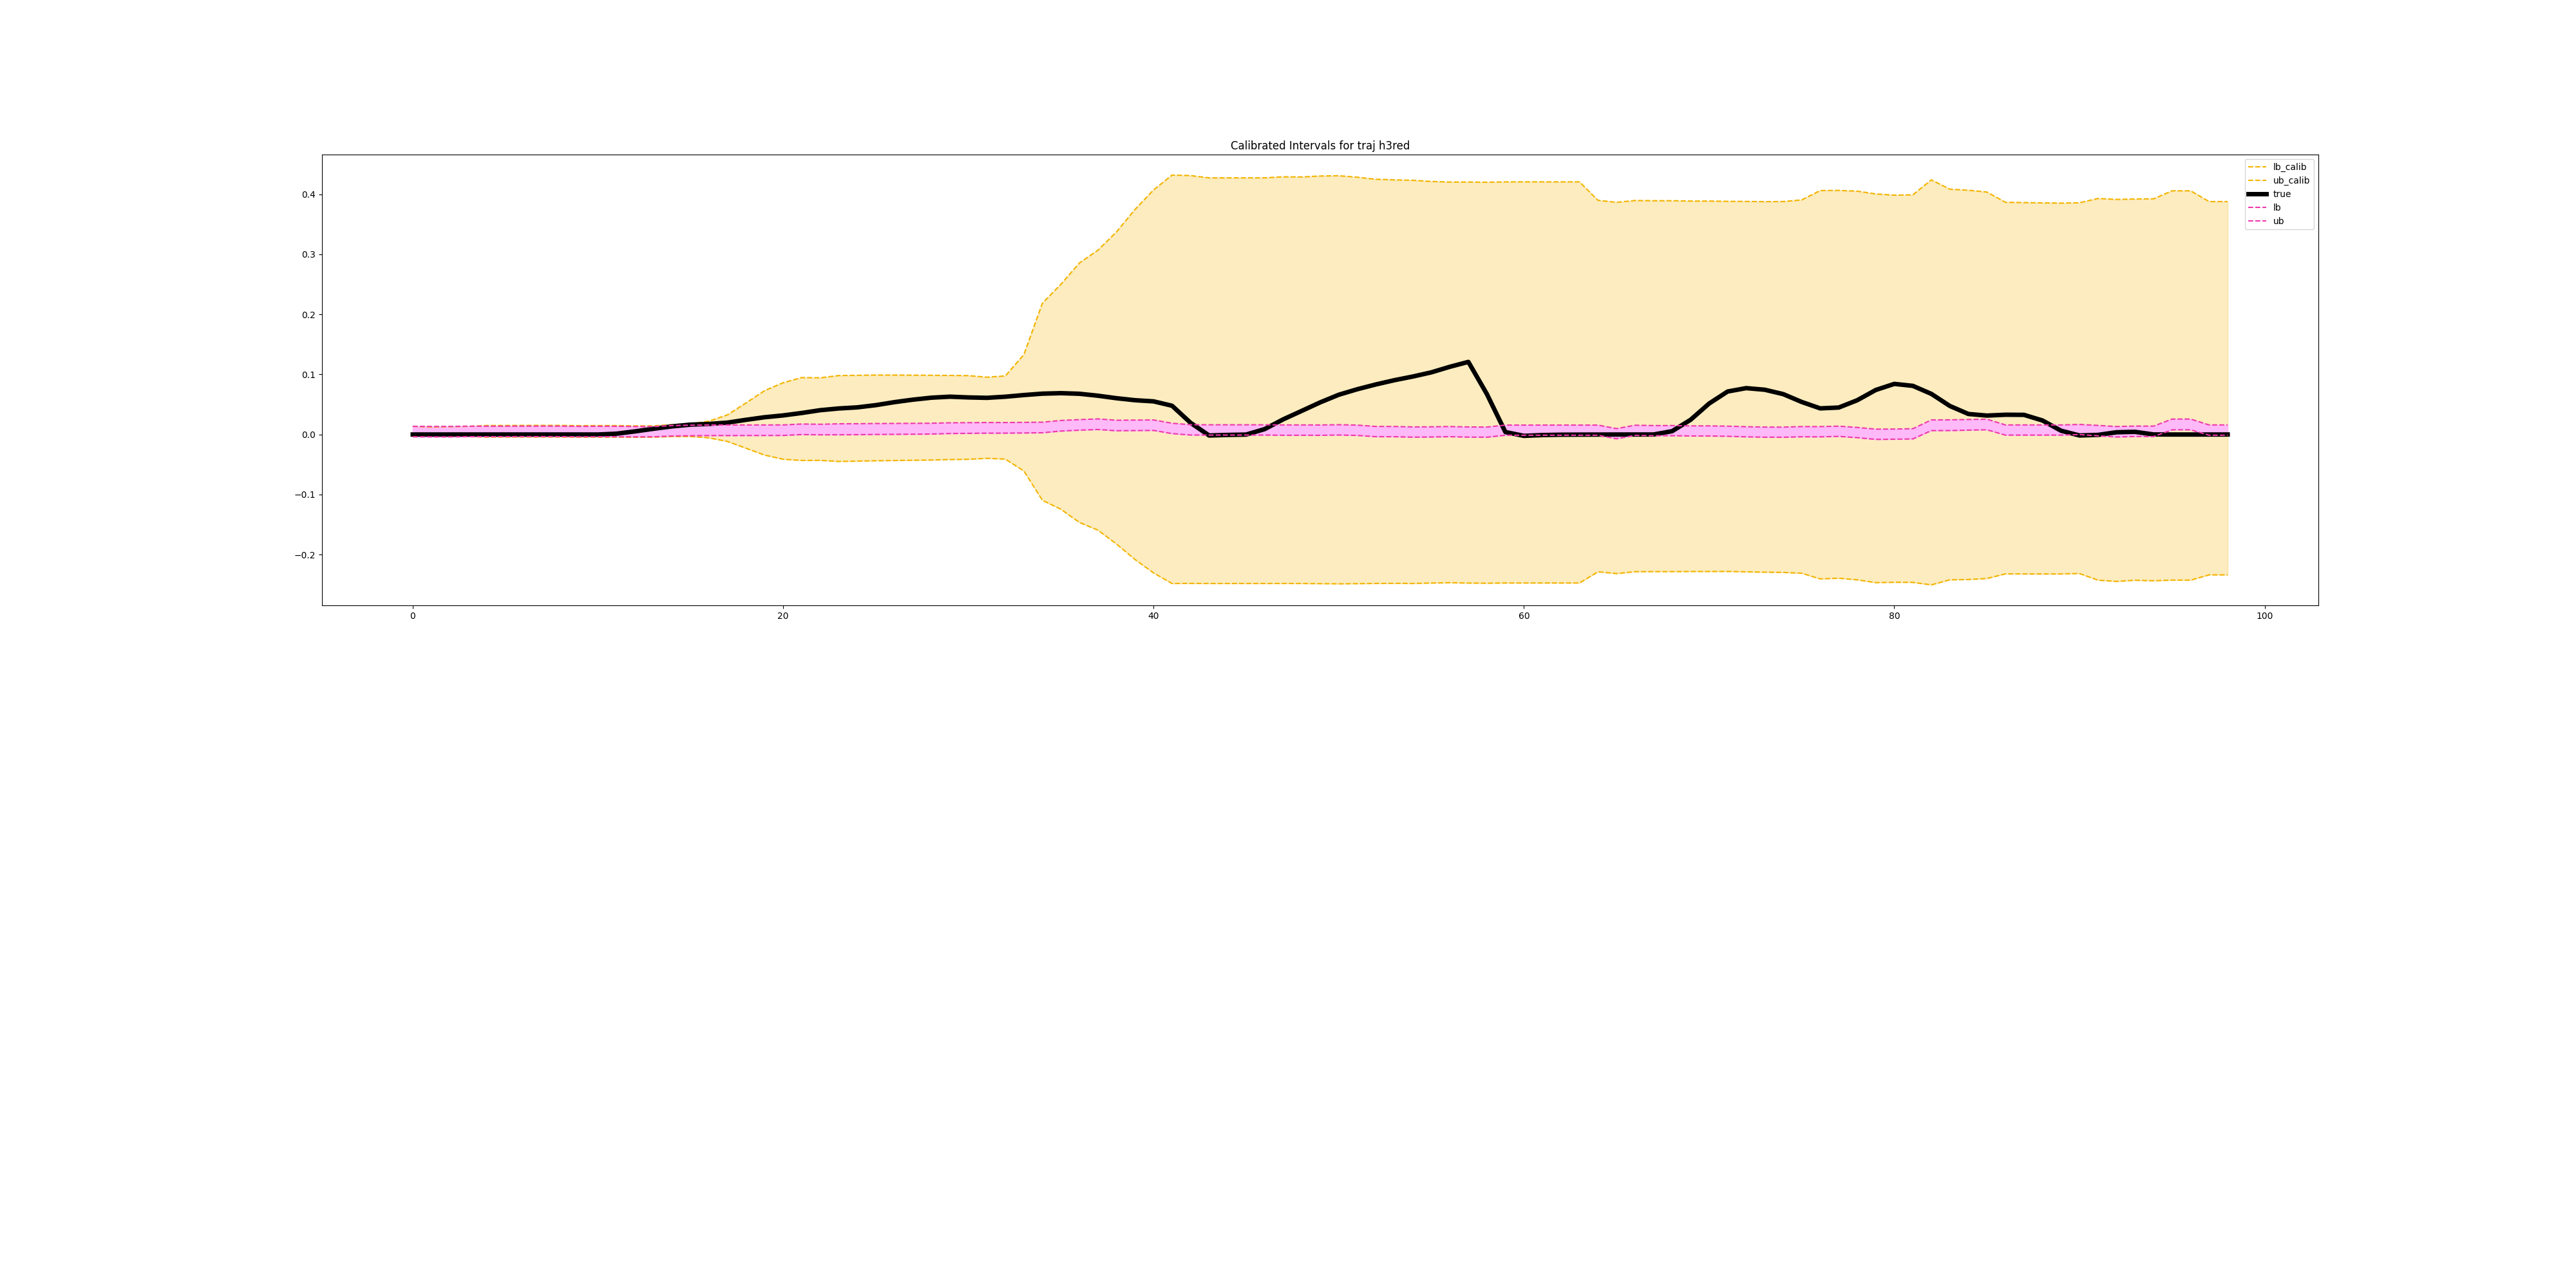 Calibrated Intervals for traj h3red
lb_calib
ub_calib
true
lb
ub
0.4
0.3
0.2
0.1
0.0
−0.1
−0.2
0 20 40 60 80 100